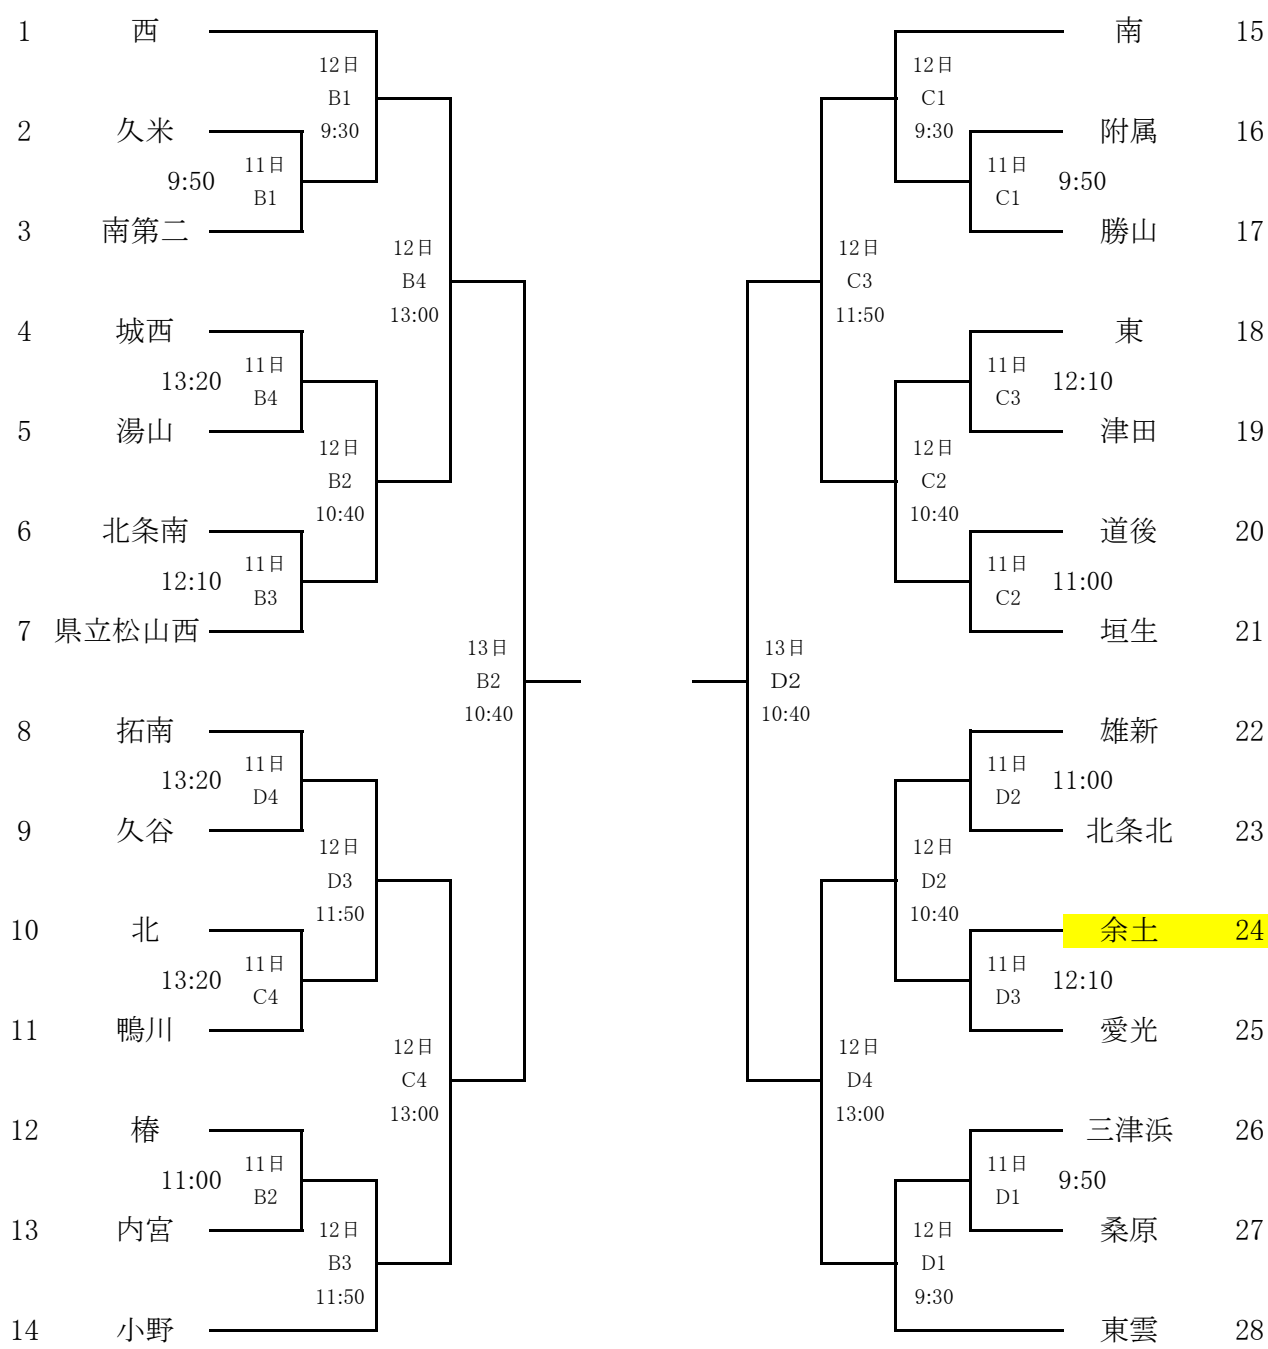 1 西
12日
B1
9:30
2 久米
9:50
11日
B1
3 南第二
12日
B4
13:00
4 城西
13:20
11日
B4
5 湯山
12日
B2
10:40
6 北条南
12:10
11日
B3
7 県立松山西
13日
B2
10:40
8 拓南
13:20
11日
D4
9 久谷
12日
D3
11:50
10 北
13:20
11日
C4
11 鴨川
12日
C4
13:00
12 椿
11:00
11日
B2
13 内宮
12日
B3
11:50
14 小野
南 15
12日
C1
9:30
附属 16
11日
C1
9:50
勝山 17
12日
C3
11:50
東 18
11日
C3
12:10
津田 19
12日
C2
10:40
道後 20
11日
C2
11:00
垣生 21
13日
D2
10:40
雄新 22
11日
D2
11:00
北条北 23
12日
D2
10:40
余土 24
11日
D3
12:10
愛光 25
12日
D4
13:00
三津浜 26
11日
D1
9:50
桑原 27
12日
D1
9:30
東雲 28